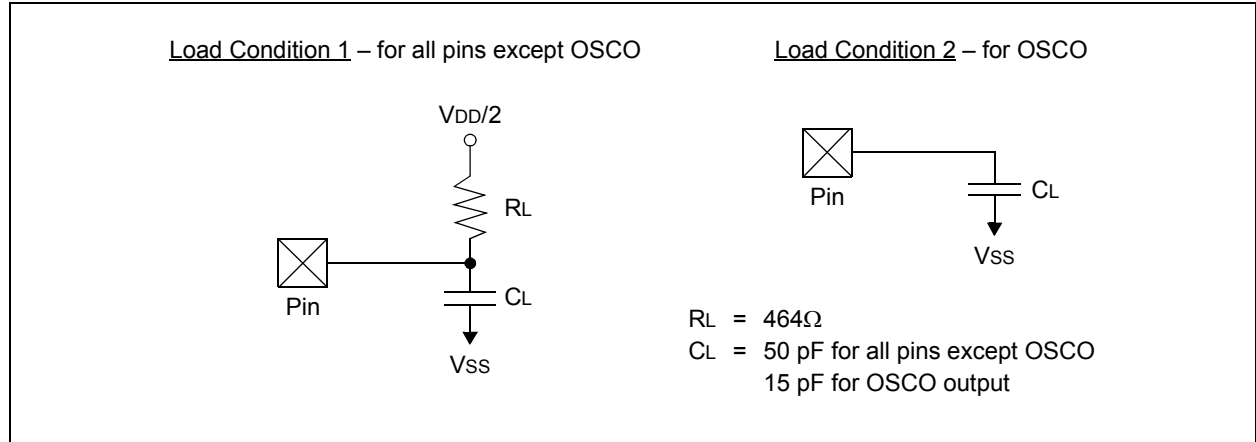 Load Condition 1 – for all pins except OSCO
VDD/2
RL
Pin
CL
VSS
Load Condition 2 – for OSCO
Pin
CL
VSS
RL = 464Ω
CL = 50 pF for all pins except OSCO
15 pF for OSCO output